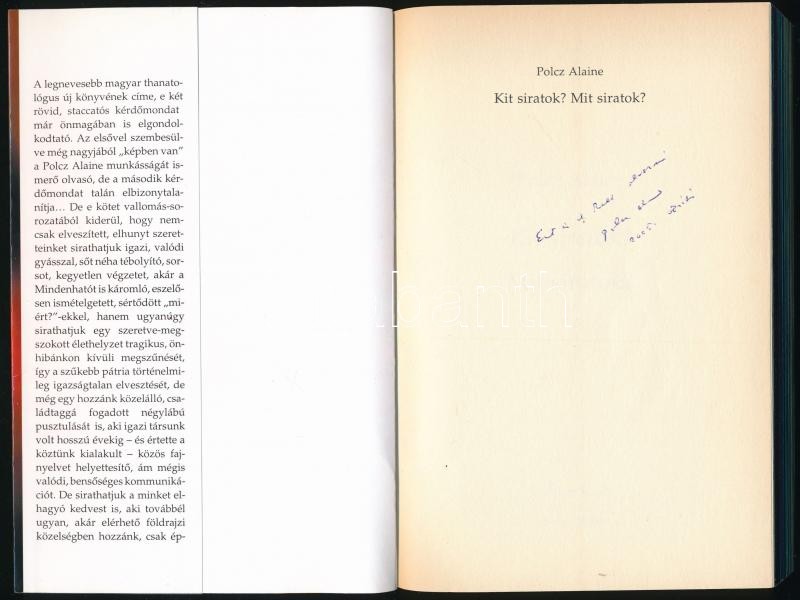 A legnevesebb magyar thanato-
lógus új könyvének címe, e két
rövid, staccatós kérdőmondat
már önmagában is elgondol-
kodtató. Az elsővel szembesül-
ve még nagyjából „képben van”
a Polcz Alaine munkásságát is-
merő olvasó, de a második kér-
dőmondat talán elbizonytala-
nítja... De e kötet vallomás-so-
rozatából kiderül, hogy nem-
csak elveszített, elhunyt szeret-
teinket sirathatjuk igazi, valódi
gyásszal, sőt néha tébolyító, sor-
sot, kegyetlen végzetet, akár a
Mindenhatót is káromló, eszelő-
sen ismételgetett, sértődött „mi-
ért?”-ekkel, hanem ugyanúgy
sirathatjuk egy szeretve-meg-
szokott élethelyzet tragikus, ön-
hibánkon kívüli megszűnését,
így a szűkebb pátria történelmi-
leg igazságtalan elvesztését, de
még egy hozzánk közelálló, csa-
ládtaggá fogadott négylábú
pusztulását is, aki igazi társunk
volt hosszú évekig – és értette a
köztünk kialakult – közös faj-
nyelvet helyettesítő, ám mégis
valódi, bensőséges kommuniká-
ciót. De sirathatjuk a minket el-
hagyó kedvest is, aki továbbél
ugyan, akár elérhető földrajzi
közelségben hozzánk, csak ép-
Polcz Alaine
Kit siratok? Mit siratok?
2005.